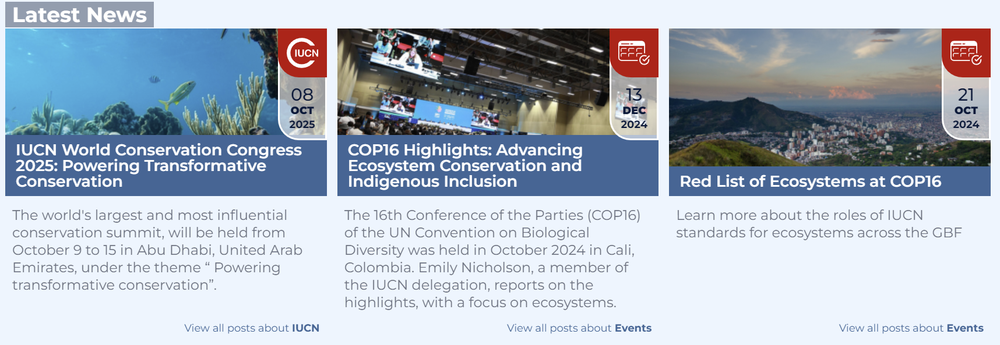 Latest News
IUCN
08
OCT
2025
IUCN World Conservation Congress
2025: Powering Transformative
Conservation
The world's largest and most influential
conservation summit, will be held from
October 9 to 15 in Abu Dhabi, United Arab
Emirates, under the theme “ Powering
transformative conservation”.
View all posts about IUCN
13
DEC
2024
COP16 Highlights: Advancing
Ecosystem Conservation and
Indigenous Inclusion
The 16th Conference of the Parties (COP16)
of the UN Convention on Biological
Diversity was held in October 2024 in Cali,
Colombia. Emily Nicholson, a member of
the IUCN delegation, reports on the
highlights, with a focus on ecosystems.
View all posts about Events
21
OCT
2024
Red List of Ecosystems at COP16
Learn more about the roles of IUCN
standards for ecosystems across the GBF
View all posts about Events